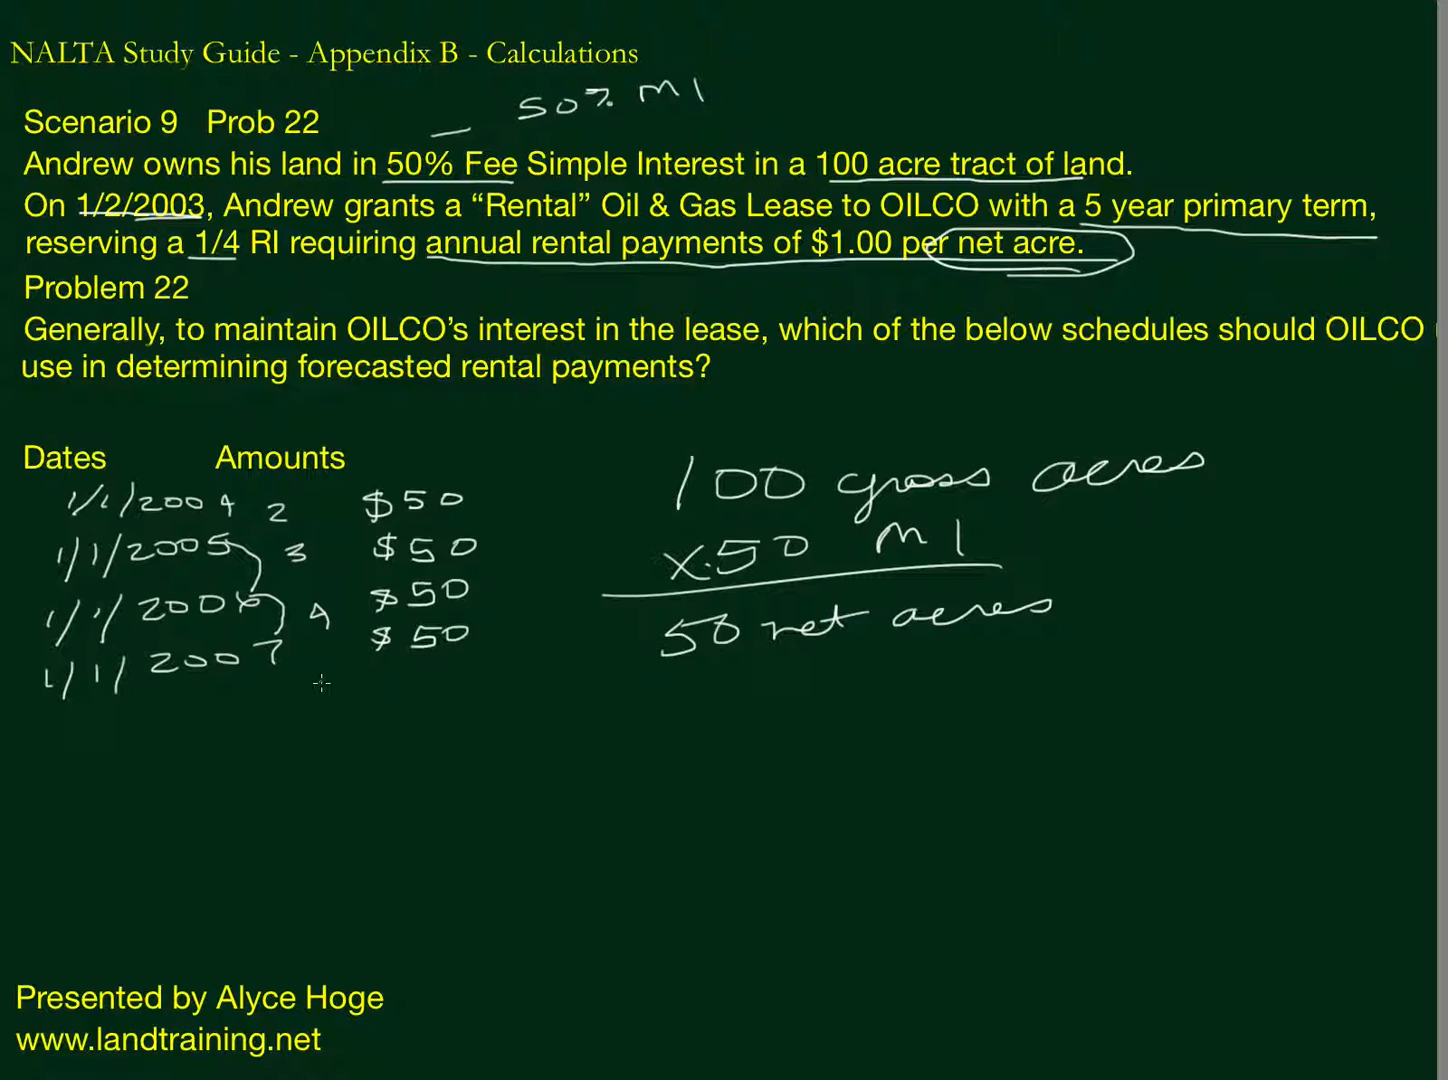 NALTA Study Guide - Appendix B - Calculations
50% MI
Scenario 9 Prob 22
Andrew owns his land in 50% Fee Simple Interest in a 100 acre tract of land.
On 1/2/2003, Andrew grants a “Rental” Oil & Gas Lease to OILCO with a 5 year primary term,
reserving a 1/4 RI requiring annual rental payments of $1.00 per net acre.
Problem 22
Generally, to maintain OILCO’s interest in the lease, which of the below schedules should OILCO
use in determining forecasted rental payments?
Dates Amounts
1/1/2004 2 $50
1/1/2005 3 $50
1/1/2006 4 $50
1/1/2007 $50
100 gross acres
x.50 MI
50 net acres
Presented by Alyce Hoge
www.landtraining.net